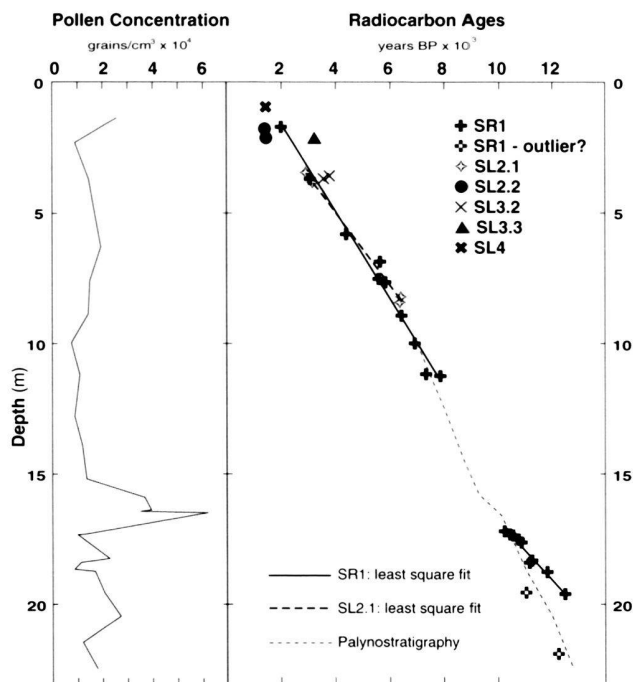 Pollen Concentration
grains/cm³ x 10⁴
0 2 4 6
Radiocarbon Ages
years BP x 10³
2 4 6 8 10 12
0
5
10
15
20
Depth (m)
0
5
10
15
20
SR1
SR1 - outlier?
SL2.1
SL2.2
SL3.2
SL3.3
SL4
SR1: least square fit
SL2.1: least square fit
Palynostratigraphy